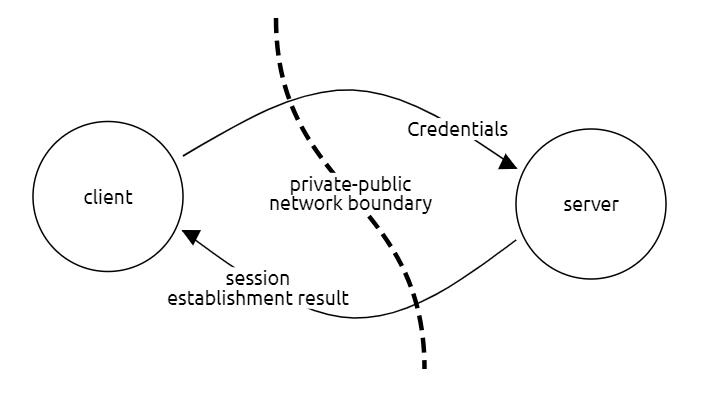 Credentials
private-public
network boundary
client
server
session
establishment result